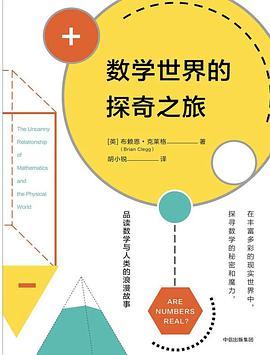 数学世界的
探奇之旅
[英] 布赖恩·克莱格 著
(Brian Clegg)
胡小锐 译
The Uncanny
Relationship
of
Mathematics
and
the Physical
World
在丰富多彩的现实世界中，
探寻数学的秘密和魔力，
品读数学与人类的浪漫故事
ARE
NUMBERS
REAL?
中信出版集团